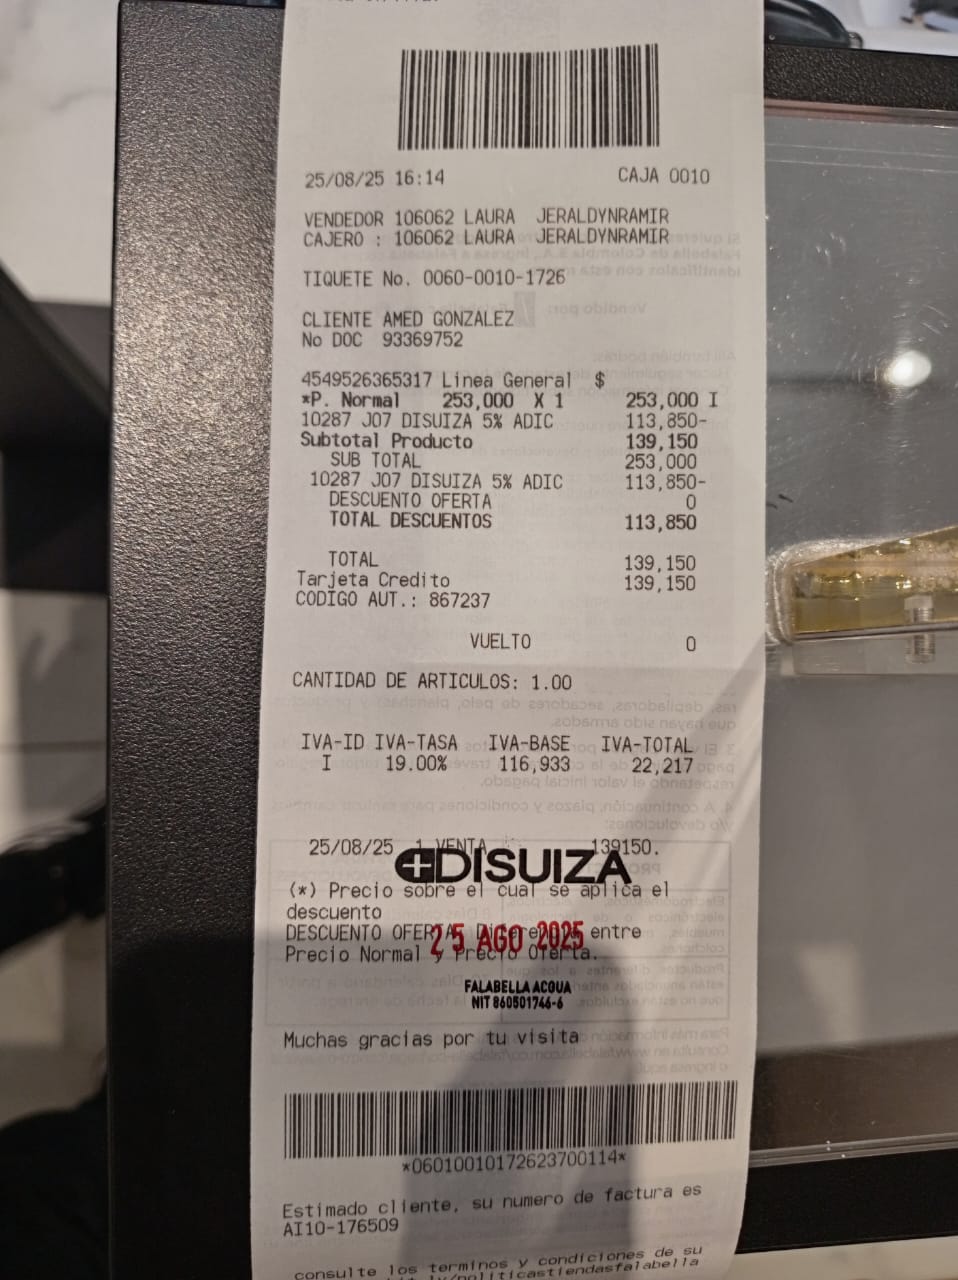 25/08/25 16:14 CAJA 0010
VENDEDOR 106062 LAURA JERALDYNRAMIR
CAJERO : 106062 LAURA JERALDYNRAMIR
TIQUETE No. 0060-0010-1726
CLIENTE AMED GONZALEZ
No DOC 93369752
4549526365317 Linea General $
*P. Normal 253,000 X 1 253,000 I
10287 J07 DISUIZA 5% ADIC 113,850-
Subtotal Producto 139,150
SUB TOTAL 253,000
10287 J07 DISUIZA 5% ADIC 113,850-
DESCUENTO OFERTA 0
TOTAL DESCUENTOS 113,850
TOTAL 139,150
Tarjeta Credito 139,150
CODIGO AUT.: 867237
VUELTO 0
CANTIDAD DE ARTICULOS: 1.00
IVA-ID IVA-TASA IVA-BASE IVA-TOTAL
I 19.00% 116,933 22,217
25/08/25 1 VENTA 139150.
DISUIZA
(*) Precio sobre el cual se aplica el
descuento
DESCUENTO OFERTA: Diferencia entre
25 AGO 2025
Precio Normal y Precio Oferta.
FALABELLA ACQUA
NIT 860501746-6
Muchas gracias por tu visita
*06010010172623700114*
Estimado cliente, su numero de factura es
AI10-176509
consulte los terminos y condiciones de su